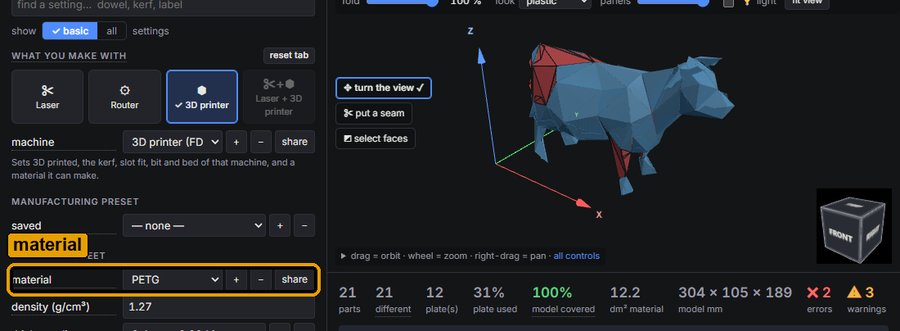 find a setting... dowel, kerf, label
show ✓ basic all settings
WHAT YOU MAKE WITH reset tab
Laser
Router
✓ 3D printer
Laser + 3D printer
machine 3D printer (FD + − share
Sets 3D printed, the kerf, slot fit, bit and bed of that machine, and a
material it can make.
MANUFACTURING PRESET
saved — none — + −
material
EET
material PETG + − share
density (g/cm³) 1.27
fold 100 % look plastic panels light fit view
turn the view ✓
put a seam
select faces
Z
Y
X
FRONT
▶ drag = orbit · wheel = zoom · right-drag = pan · all controls
21 parts
21 different
12 plate(s)
31% plate used
100% model covered
12.2 dm² material
304 × 105 × 189 model mm
2 errors
3 warnings